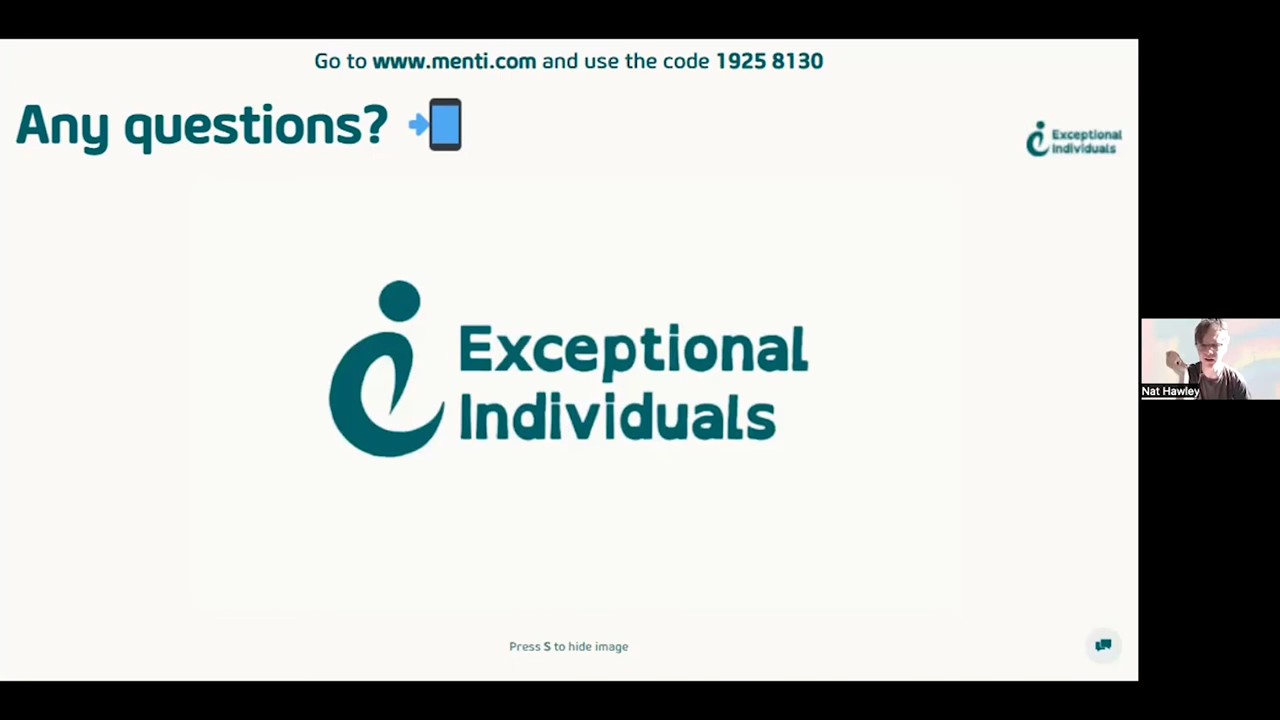 Go to www.menti.com and use the code 1925 8130
Any questions?
Exceptional
Individuals
Exceptional
Individuals
Nat Hawley
Press S to hide image